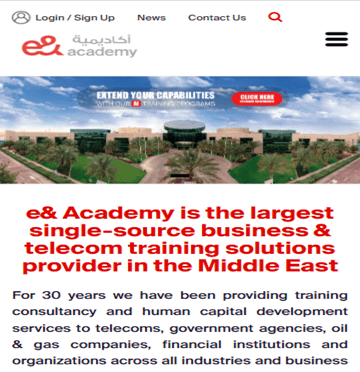 Login / Sign Up News Contact Us
e& أكاديمية
academy
EXTEND YOUR CAPABILITIES
WITH OUR TRAINING PROGRAMS
CLICK HERE
e& Academy is the largest
single-source business &
telecom training solutions
provider in the Middle East
For 30 years we have been providing training
consultancy and human capital development
services to telecoms, government agencies, oil
& gas companies, financial institutions and
organizations across all industries and business